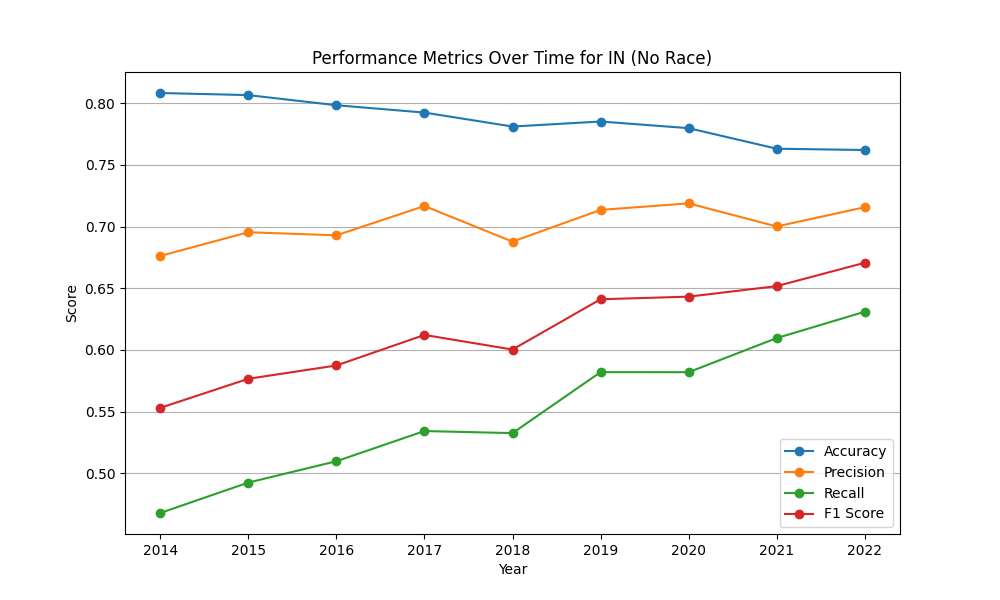 Performance Metrics Over Time for IN (No Race)
0.80
0.75
0.70
0.65
0.60
0.55
0.50
Score
Accuracy
Precision
Recall
F1 Score
2014 2015 2016 2017 2018 2019 2020 2021 2022
Year